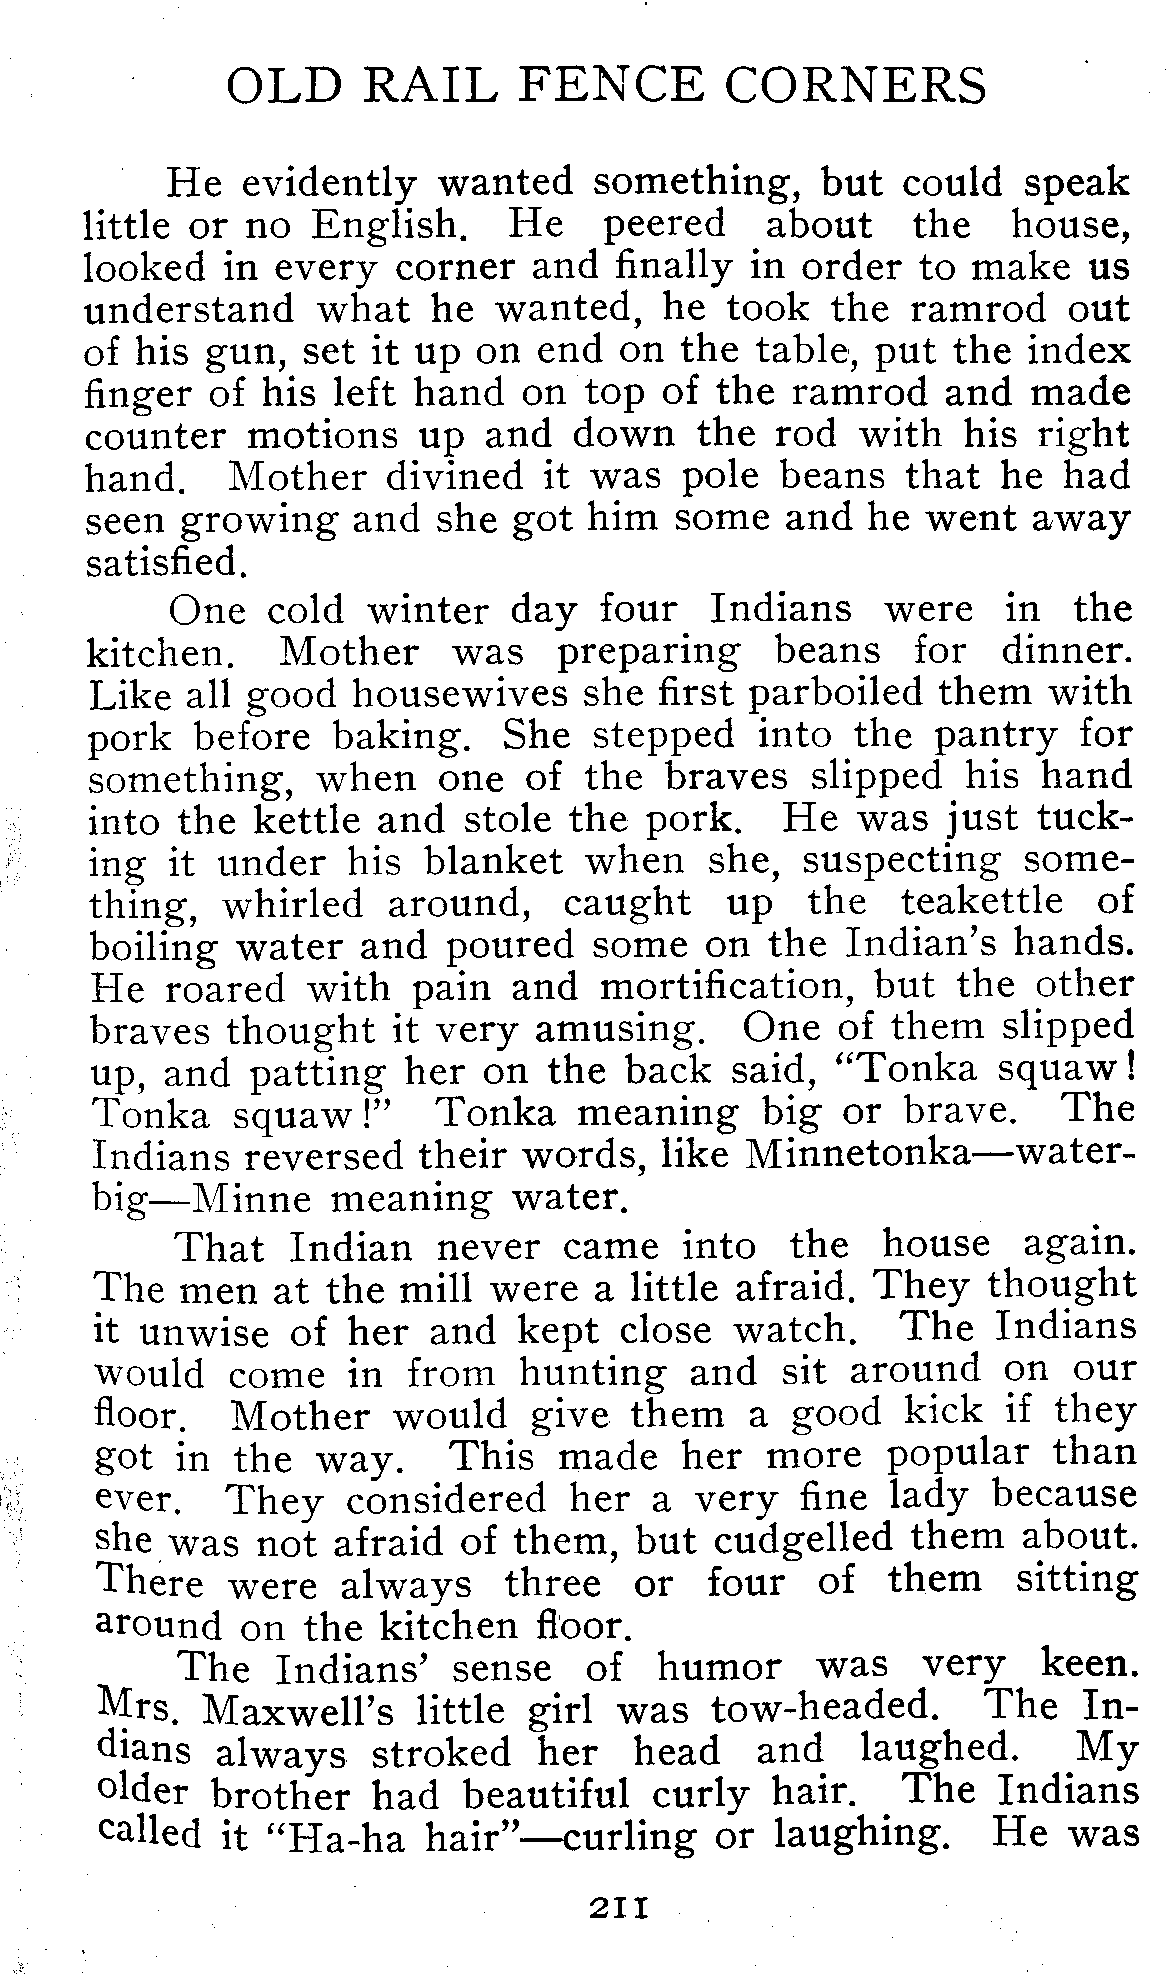 OLD RAIL FENCE CORNERS
He evidently wanted something, but could speak
little or no English. He peered about the house,
looked in every corner and finally in order to make us
understand what he wanted, he took the ramrod out
of his gun, set it up on end on the table, put the index
finger of his left hand on top of the ramrod and made
counter motions up and down the rod with his right
hand. Mother divined it was pole beans that he had
seen growing and she got him some and he went away
satisfied.
One cold winter day four Indians were in the
kitchen. Mother was preparing beans for dinner.
Like all good housewives she first parboiled them with
pork before baking. She stepped into the pantry for
something, when one of the braves slipped his hand
into the kettle and stole the pork. He was just tuck-
ing it under his blanket when she, suspecting some-
thing, whirled around, caught up the teakettle of
boiling water and poured some on the Indian's hands.
He roared with pain and mortification, but the other
braves thought it very amusing. One of them slipped
up, and patting her on the back said, "Tonka squaw!
Tonka squaw!" Tonka meaning big or brave. The
Indians reversed their words, like Minnetonka—water-
big—Minne meaning water.
That Indian never came into the house again.
The men at the mill were a little afraid. They thought
it unwise of her and kept close watch. The Indians
would come in from hunting and sit around on our
floor. Mother would give them a good kick if they
got in the way. This made her more popular than
ever. They considered her a very fine lady because
she was not afraid of them, but cudgelled them about.
There were always three or four of them sitting
around on the kitchen floor.
The Indians' sense of humor was very keen.
Mrs. Maxwell's little girl was tow-headed. The In-
dians always stroked her head and laughed. My
older brother had beautiful curly hair. The Indians
called it "Ha-ha hair"—curling or laughing. He was
211